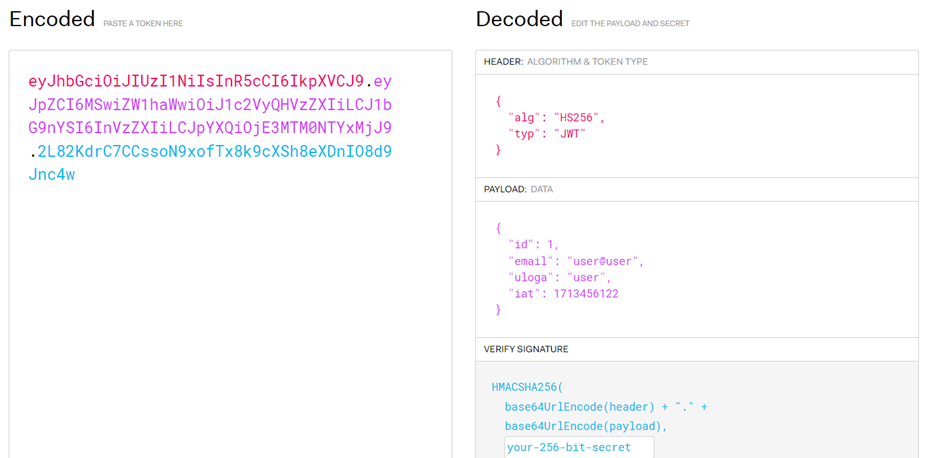 Encoded PASTE A TOKEN HERE
eyJhbGciOiJIUzI1NiIsInR5cCI6IkpXVCJ9.ey
JpZCI6MSwiZW1haWwiOiJ1c2VyQHVzZXIiLCJ1b
G9nYSI6InVzZXIiLCJpYXQiOjE3MTM0NTYxMjJ9
.2L82KdrC7CCssoN9xofTx8k9cXSh8eXDnIO8d9
Jnc4w
Decoded EDIT THE PAYLOAD AND SECRET
HEADER: ALGORITHM & TOKEN TYPE
{
"alg": "HS256",
"typ": "JWT"
}
PAYLOAD: DATA
{
"id": 1,
"email": "user@user",
"uloga": "user",
"iat": 1713456122
}
VERIFY SIGNATURE
HMACSHA256(
base64UrlEncode(header) + "." +
base64UrlEncode(payload),
your-256-bit-secret